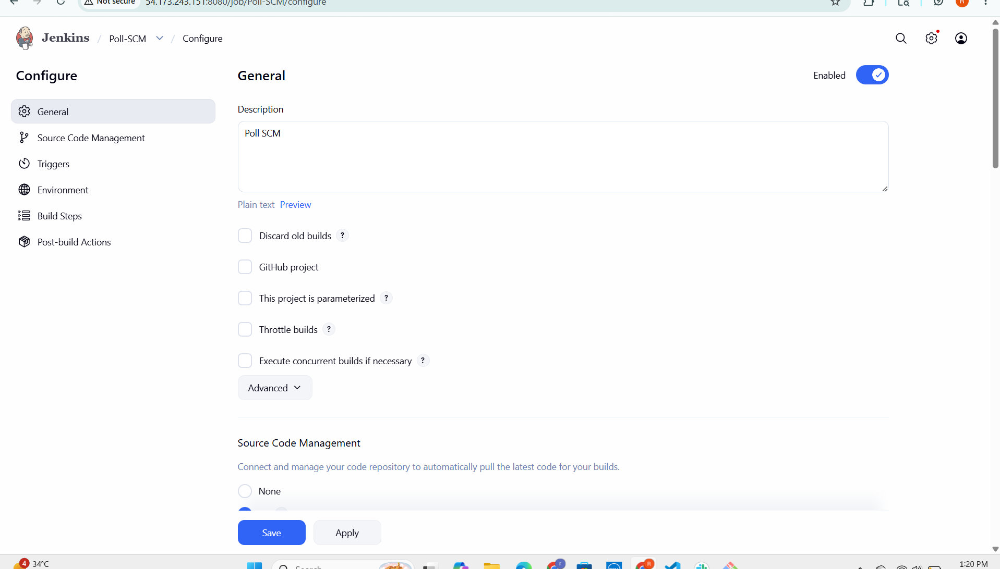 Not secure 54.173.243.151:8080/job/Poll-SCM/configure
R
Jenkins / Poll-SCM / Configure
Configure
General
Source Code Management
Triggers
Environment
Build Steps
Post-build Actions
General
Enabled
Description
Poll SCM
Plain text Preview
Discard old builds ?
GitHub project
This project is parameterized ?
Throttle builds ?
Execute concurrent builds if necessary ?
Advanced
Source Code Management
Connect and manage your code repository to automatically pull the latest code for your builds.
None
Save Apply
4 34°C
Search
r
R
1:20 PM